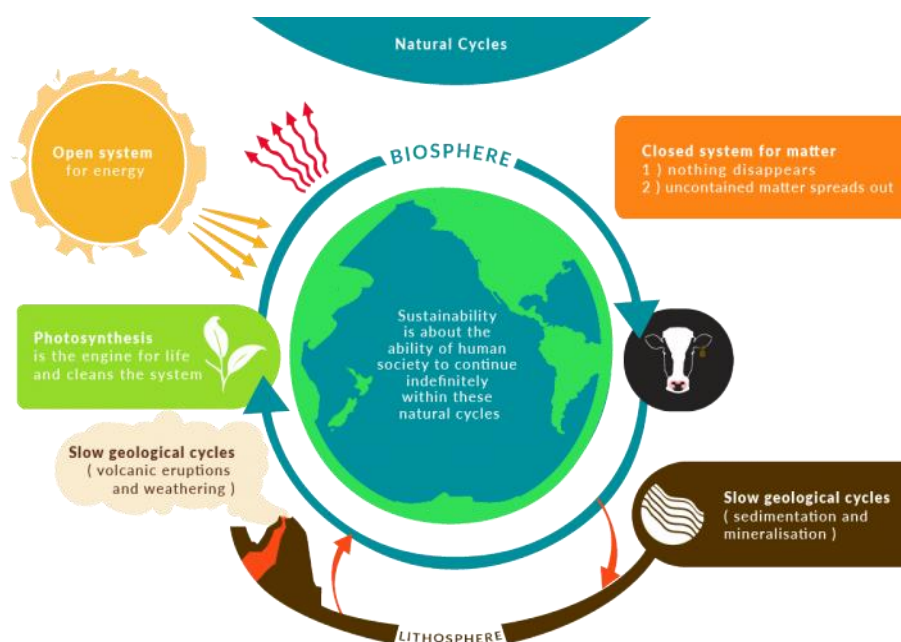 Natural Cycles
Open system
for energy
BIOSPHERE
Closed system for matter
1 ) nothing disappears
2 ) uncontained matter spreads out
Photosynthesis
is the engine for life
and cleans the system
Sustainability
is about the
ability of human
society to continue
indefinitely
within these
natural cycles
Slow geological cycles
( volcanic eruptions
and weathering )
Slow geological cycles
( sedimentation and
mineralisation )
LITHOSPHERE